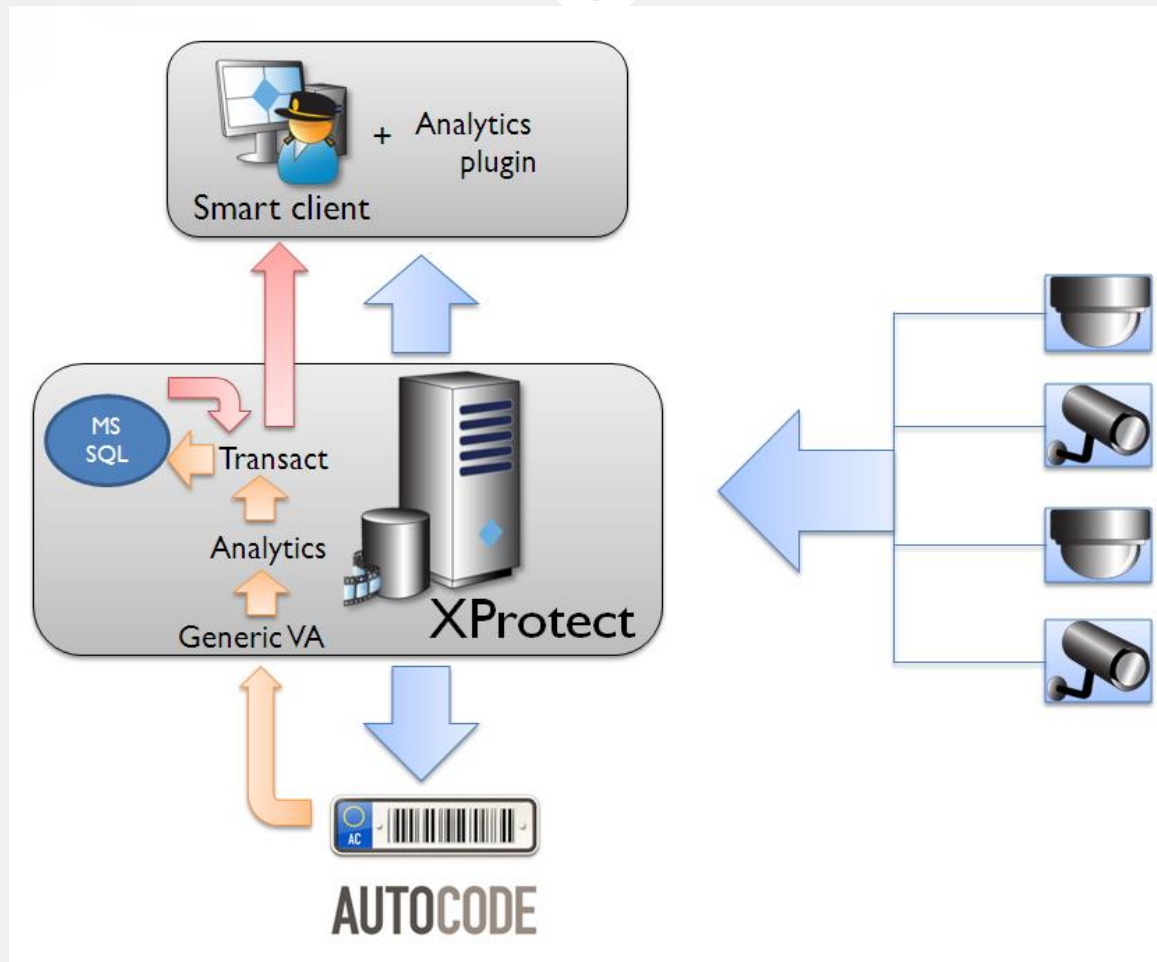 + Analytics
plugin
Smart client
MS
SQL
Transact
Analytics
Generic VA
XProtect
AC
AUTOCODE